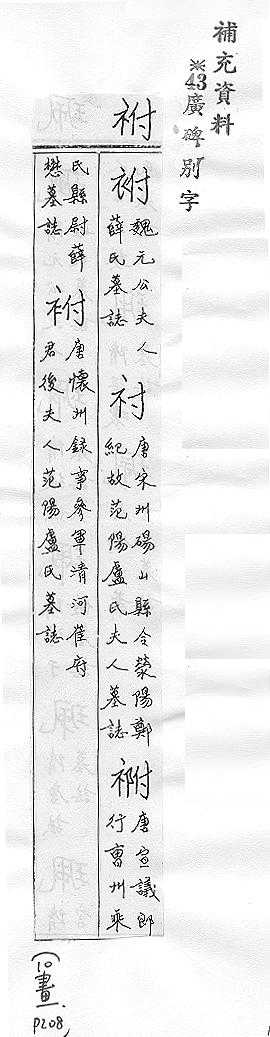 補充資料
※43廣碑別字
祔
祔 魏元公夫人
薛氏墓誌
祔 唐宋州碭山縣令滎陽鄭
紀故范陽盧氏夫人墓誌
祔 唐宣議郎
行曹州乘
氏縣尉薛
懋墓誌
祔 唐懷州錄事參軍清河崔府
君後夫人范陽盧氏墓誌
(10畫)
P208